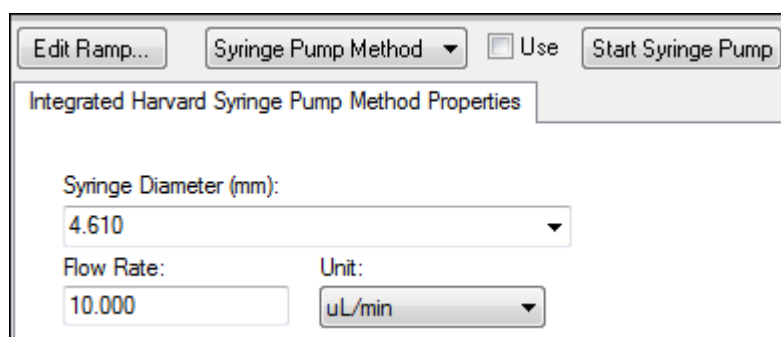 Edit Ramp... Syringe Pump Method Use Start Syringe Pump
Integrated Harvard Syringe Pump Method Properties
Syringe Diameter (mm):
4.610
Flow Rate: Unit:
10.000 uL/min